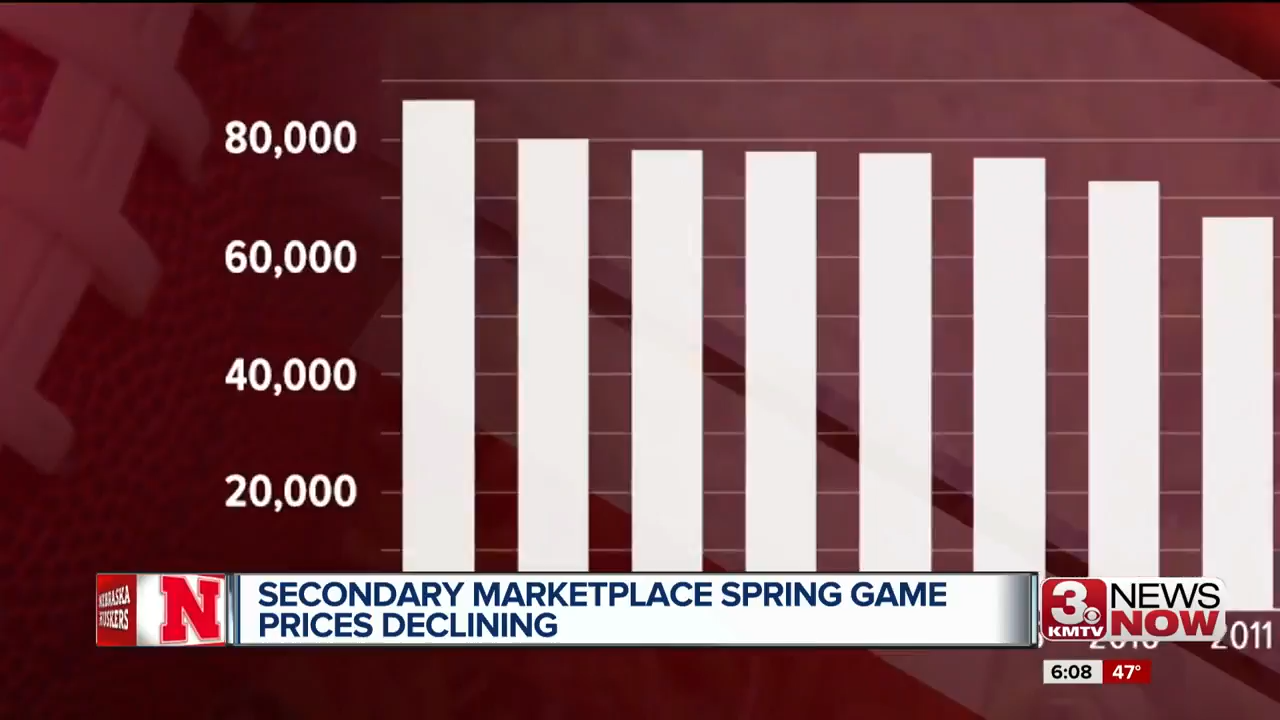 80,000
60,000
40,000
20,000
NEBRASKA
HUSKERS
N
SECONDARY MARKETPLACE SPRING GAME
PRICES DECLINING
3
KMTV
NEWS
NOW
2011
6:08 47°